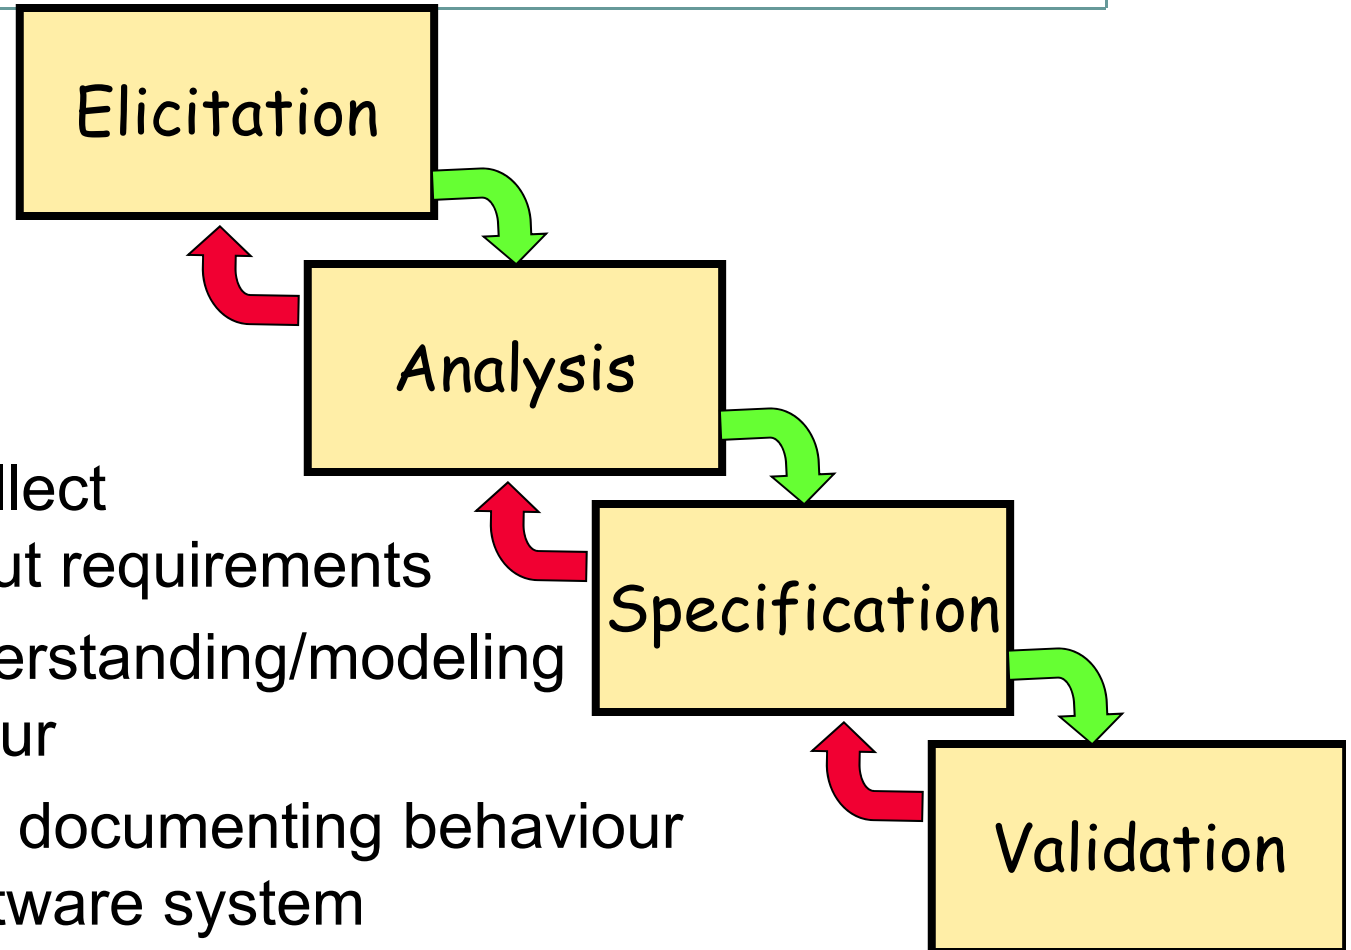 Elicitation
Analysis
llect
ut requirements
Specification
erstanding/modeling
ur
documenting behaviour
Validation
tware system